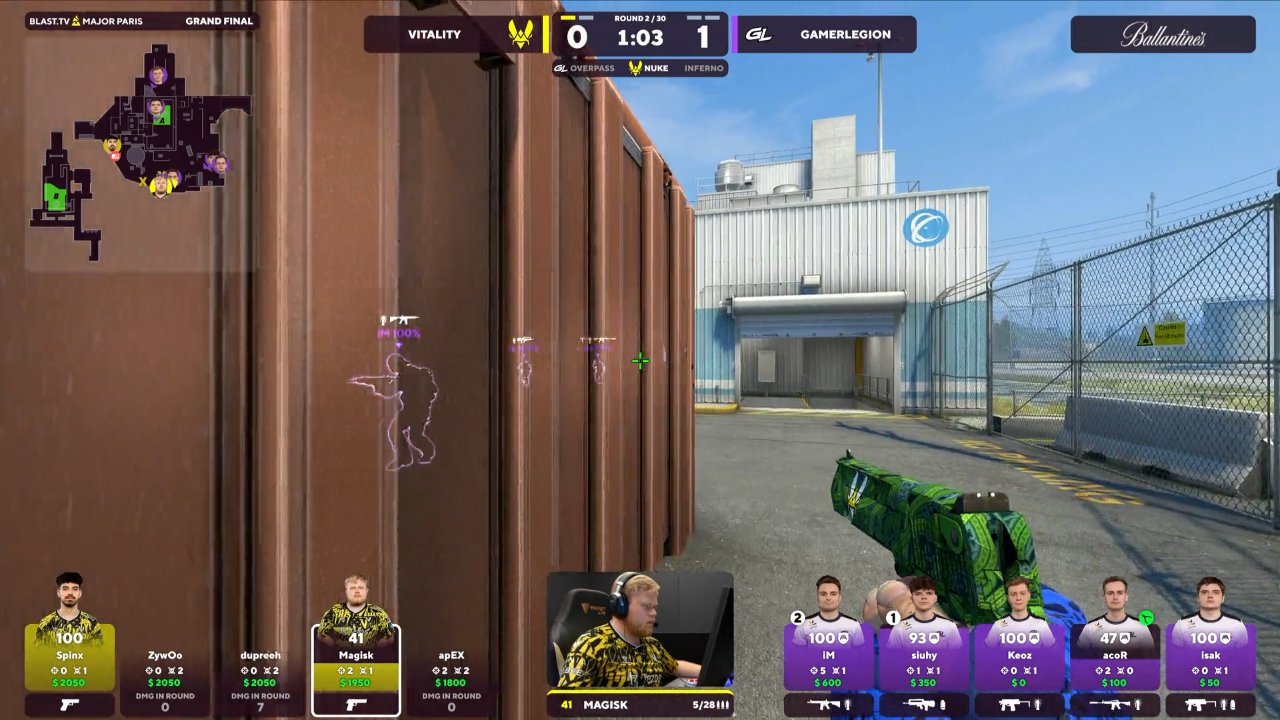 BLAST.TV MAJOR PARIS GRAND FINAL
VITALITY 0 ROUND 2 / 30 1:03 1 GL GAMERLEGION
Ballantine's
GL OVERPASS NUKE INFERNO
iM 100%
100 41 100 93 100 47 100
Spinx ZywOo dupreeh Magisk apEX 2 iM 1 siuhy Keoz acoR isak
0 1 0 2 0 2 2 1 2 2 5 1 1 1 0 1 2 0 0 1
$2050 $2050 $2050 $1950 $1800 $600 $350 $0 $100 $50
DMG IN ROUND DMG IN ROUND DMG IN ROUND
0 7 0
41 MAGISK 5/28